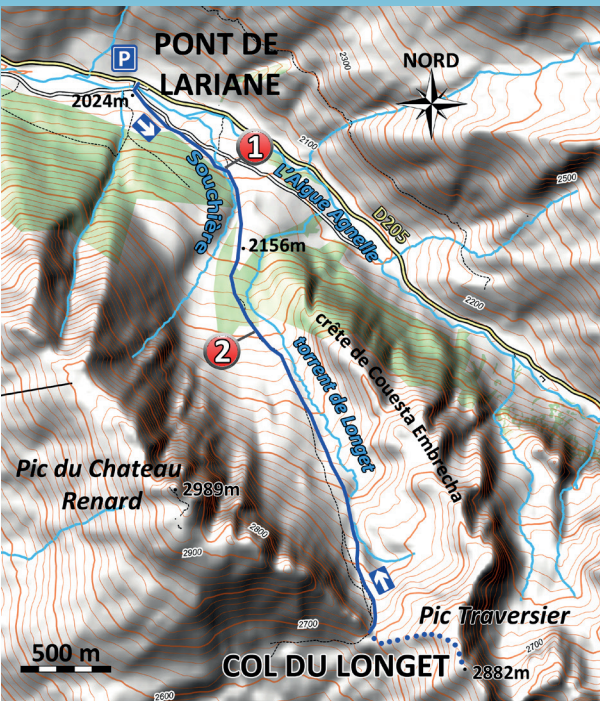 P
PONT DE
LARIANE
NORD
2024m
2300
1
2100
2500
Souchière
L'Aigue Agnelle
D205
2156m
2200
2
crête de Couesta Embrecha
torrent de Longet
Pic du Chateau
Renard
2989m
2800
2900
Pic Traversier
2700
2700
500 m
COL DU LONGET
2882m
2600